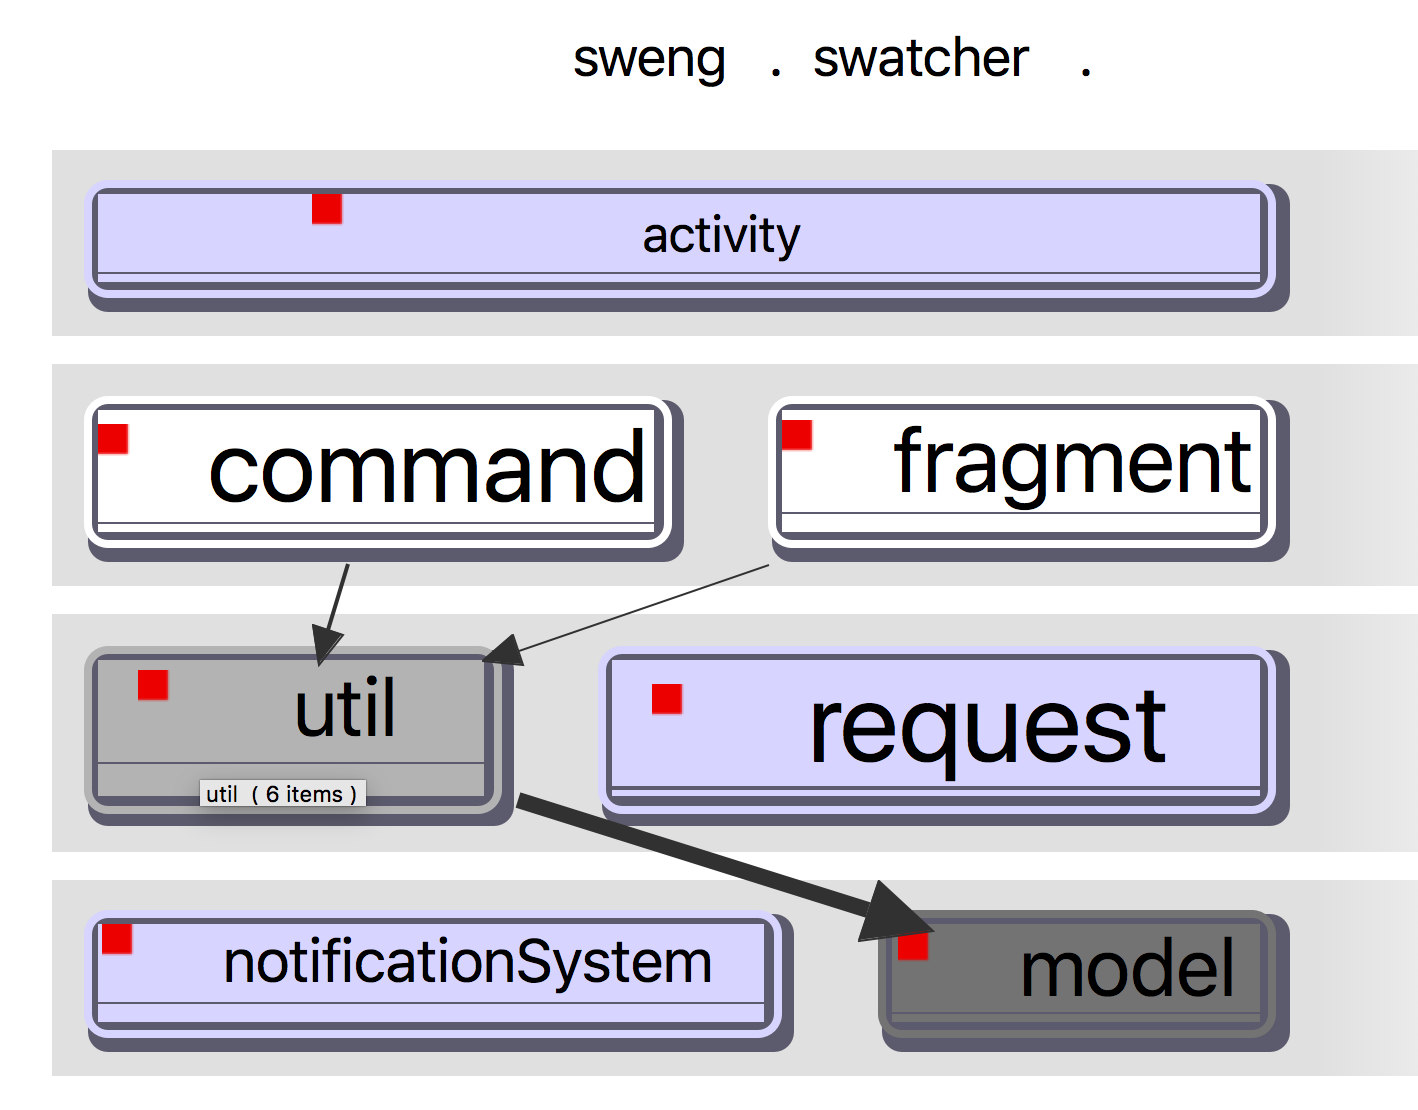 sweng . swatcher .
activity
command fragment
util request
util ( 6 items )
notificationSystem model